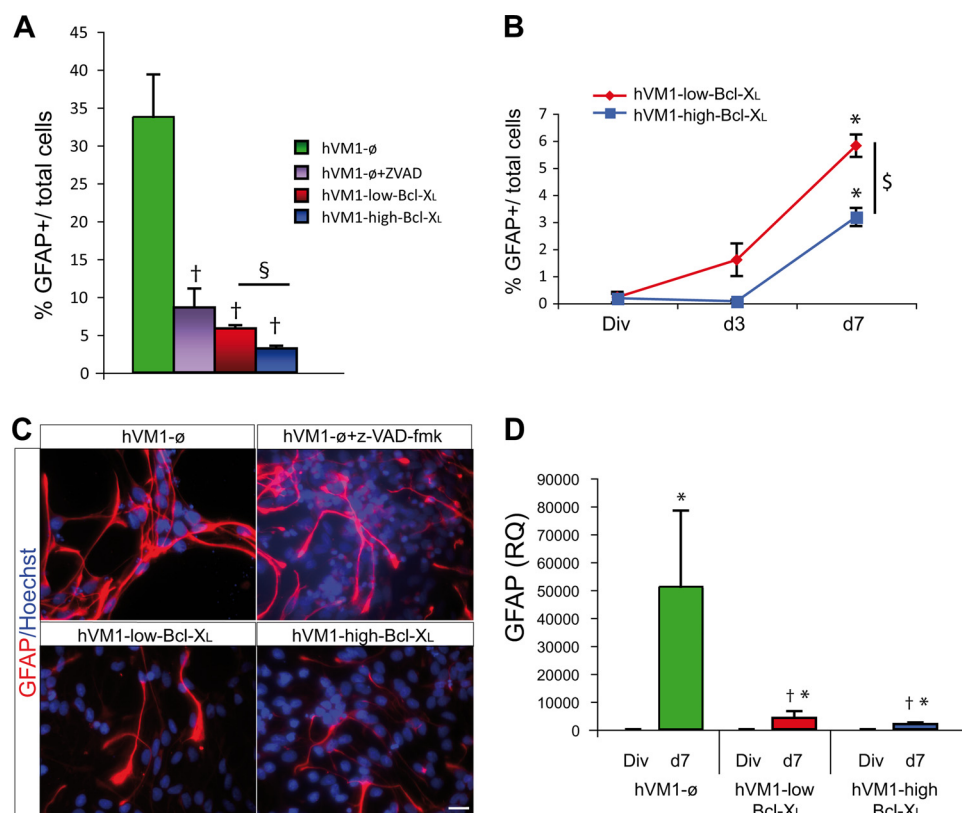 A
% GFAP+/ total cells
45
40
35
30
25
20
15
10
5
0
hVM1-ø
hVM1-ø+ZVAD
hVM1-low-Bcl-XL
hVM1-high-Bcl-XL
†
†
§
†
B
% GFAP+/ total cells
hVM1-low-Bcl-XL
hVM1-high-Bcl-XL
7
6
5
4
3
2
1
0
*
*
$
Div d3 d7
C
GFAP/Hoechst
hVM1-ø
hVM1-ø+z-VAD-fmk
hVM1-low-Bcl-XL
hVM1-high-Bcl-XL
D
GFAP (RQ)
90000
80000
70000
60000
50000
40000
30000
20000
10000
0
*
† *
† *
Div d7 Div d7 Div d7
hVM1-ø
hVM1-low
Bcl-XL
hVM1-high
Bcl-XL